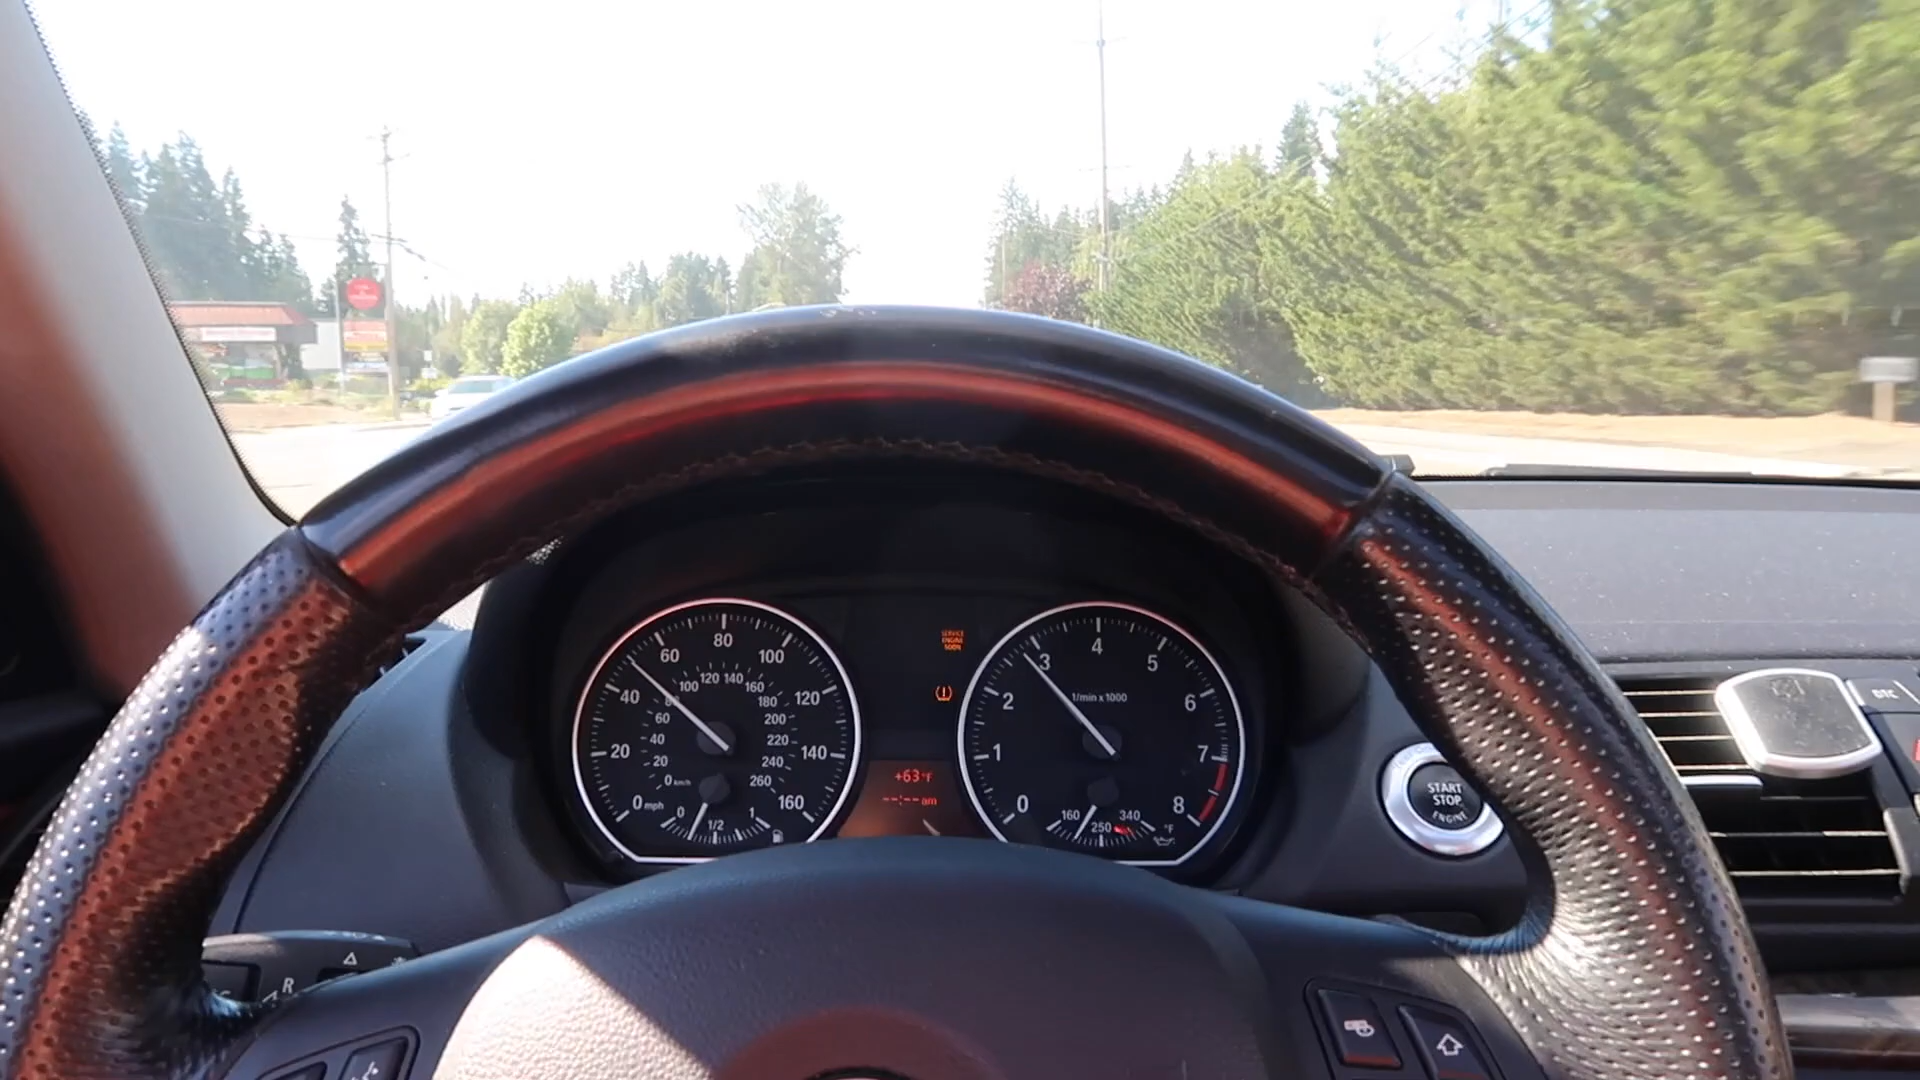 80
60
100
40
120
20
140
0 mph
160
120 140
100
160
80
180
60
200
40
220
20
240
0 km/h
260
0
1/2
1
SERVICE
ENGINE
SOON
(!)
+63°F
--:--am
4
3
5
2
6
1/min x 1000
1
7
0
8
160
340
250
°F
START
STOP
ENGINE
DTC
R